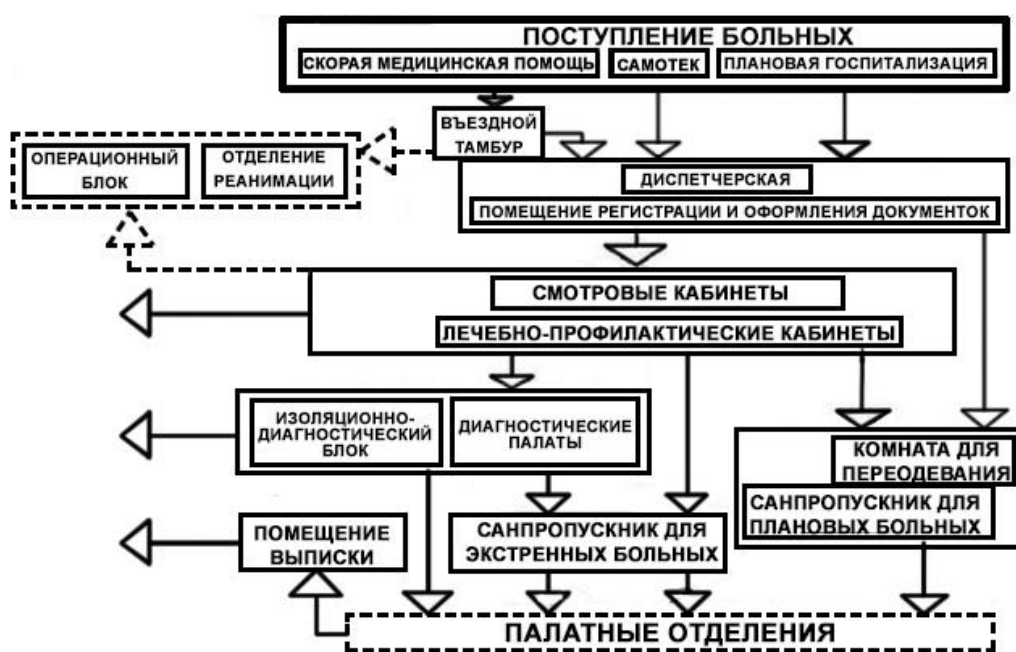 ПОСТУПЛЕНИЕ БОЛЬНЫХ
СКОРАЯ МЕДИЦИНСКАЯ ПОМОЩЬ
САМОТЕК
ПЛАНОВАЯ ГОСПИТАЛИЗАЦИЯ
ВЪЕЗДНОЙ
ТАМБУР
ОПЕРАЦИОННЫЙ
БЛОК
ОТДЕЛЕНИЕ
РЕАНИМАЦИИ
ДИСПЕТЧЕРСКАЯ
ПОМЕЩЕНИЕ РЕГИСТРАЦИИ И ОФОРМЛЕНИЯ ДОКУМЕНТОК
СМОТРОВЫЕ КАБИНЕТЫ
ЛЕЧЕБНО-ПРОФИЛАКТИЧЕСКИЕ КАБИНЕТЫ
ИЗОЛЯЦИОННО-
ДИАГНОСТИЧЕСКИЙ
БЛОК
ДИАГНОСТИЧЕСКИЕ
ПАЛАТЫ
КОМНАТА ДЛЯ
ПЕРЕОДЕВАНИЯ
САНПРОПУСКНИК ДЛЯ
ПЛАНОВЫХ БОЛЬНЫХ
ПОМЕЩЕНИЕ
ВЫПИСКИ
САНПРОПУСКНИК ДЛЯ
ЭКСТРЕННЫХ БОЛЬНЫХ
ПАЛАТНЫЕ ОТДЕЛЕНИЯ